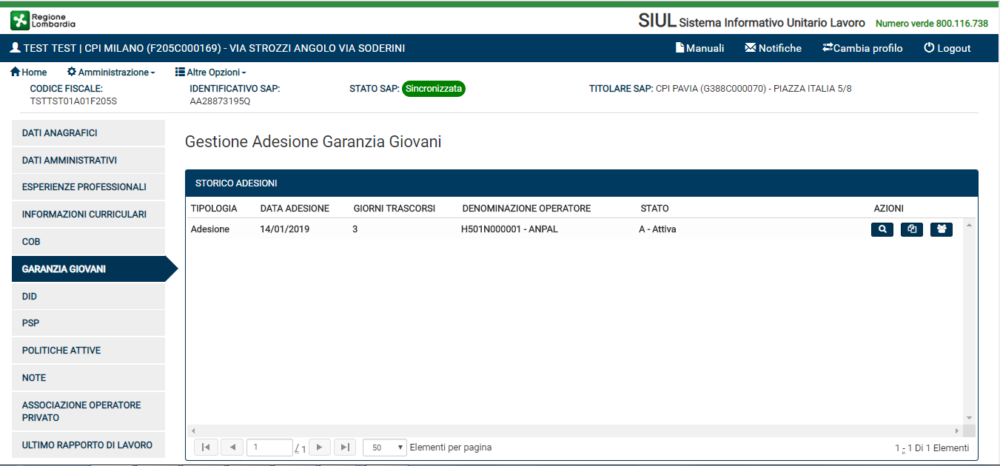 Regione
Lombardia
SIUL Sistema Informativo Unitario Lavoro Numero verde 800.116.738
TEST TEST | CPI MILANO (F205C000169) - VIA STROZZI ANGOLO VIA SODERINI Manuali Notifiche Cambia profilo Logout
Home Amministrazione Altre Opzioni
CODICE FISCALE: IDENTIFICATIVO SAP: STATO SAP: Sincronizzata TITOLARE SAP: CPI PAVIA (G388C000070) - PIAZZA ITALIA 5/8
TSTTST01A01F205S AA28873195Q
DATI ANAGRAFICI
DATI AMMINISTRATIVI
ESPERIENZE PROFESSIONALI
INFORMAZIONI CURRICULARI
COB
GARANZIA GIOVANI
DID
PSP
POLITICHE ATTIVE
NOTE
ASSOCIAZIONE OPERATORE
PRIVATO
ULTIMO RAPPORTO DI LAVORO
Gestione Adesione Garanzia Giovani
STORICO ADESIONI
TIPOLOGIA DATA ADESIONE GIORNI TRASCORSI DENOMINAZIONE OPERATORE STATO AZIONI
Adesione 14/01/2019 3 H501N000001 - ANPAL A - Attiva
1 / 1 50 Elementi per pagina 1 - 1 Di 1 Elementi